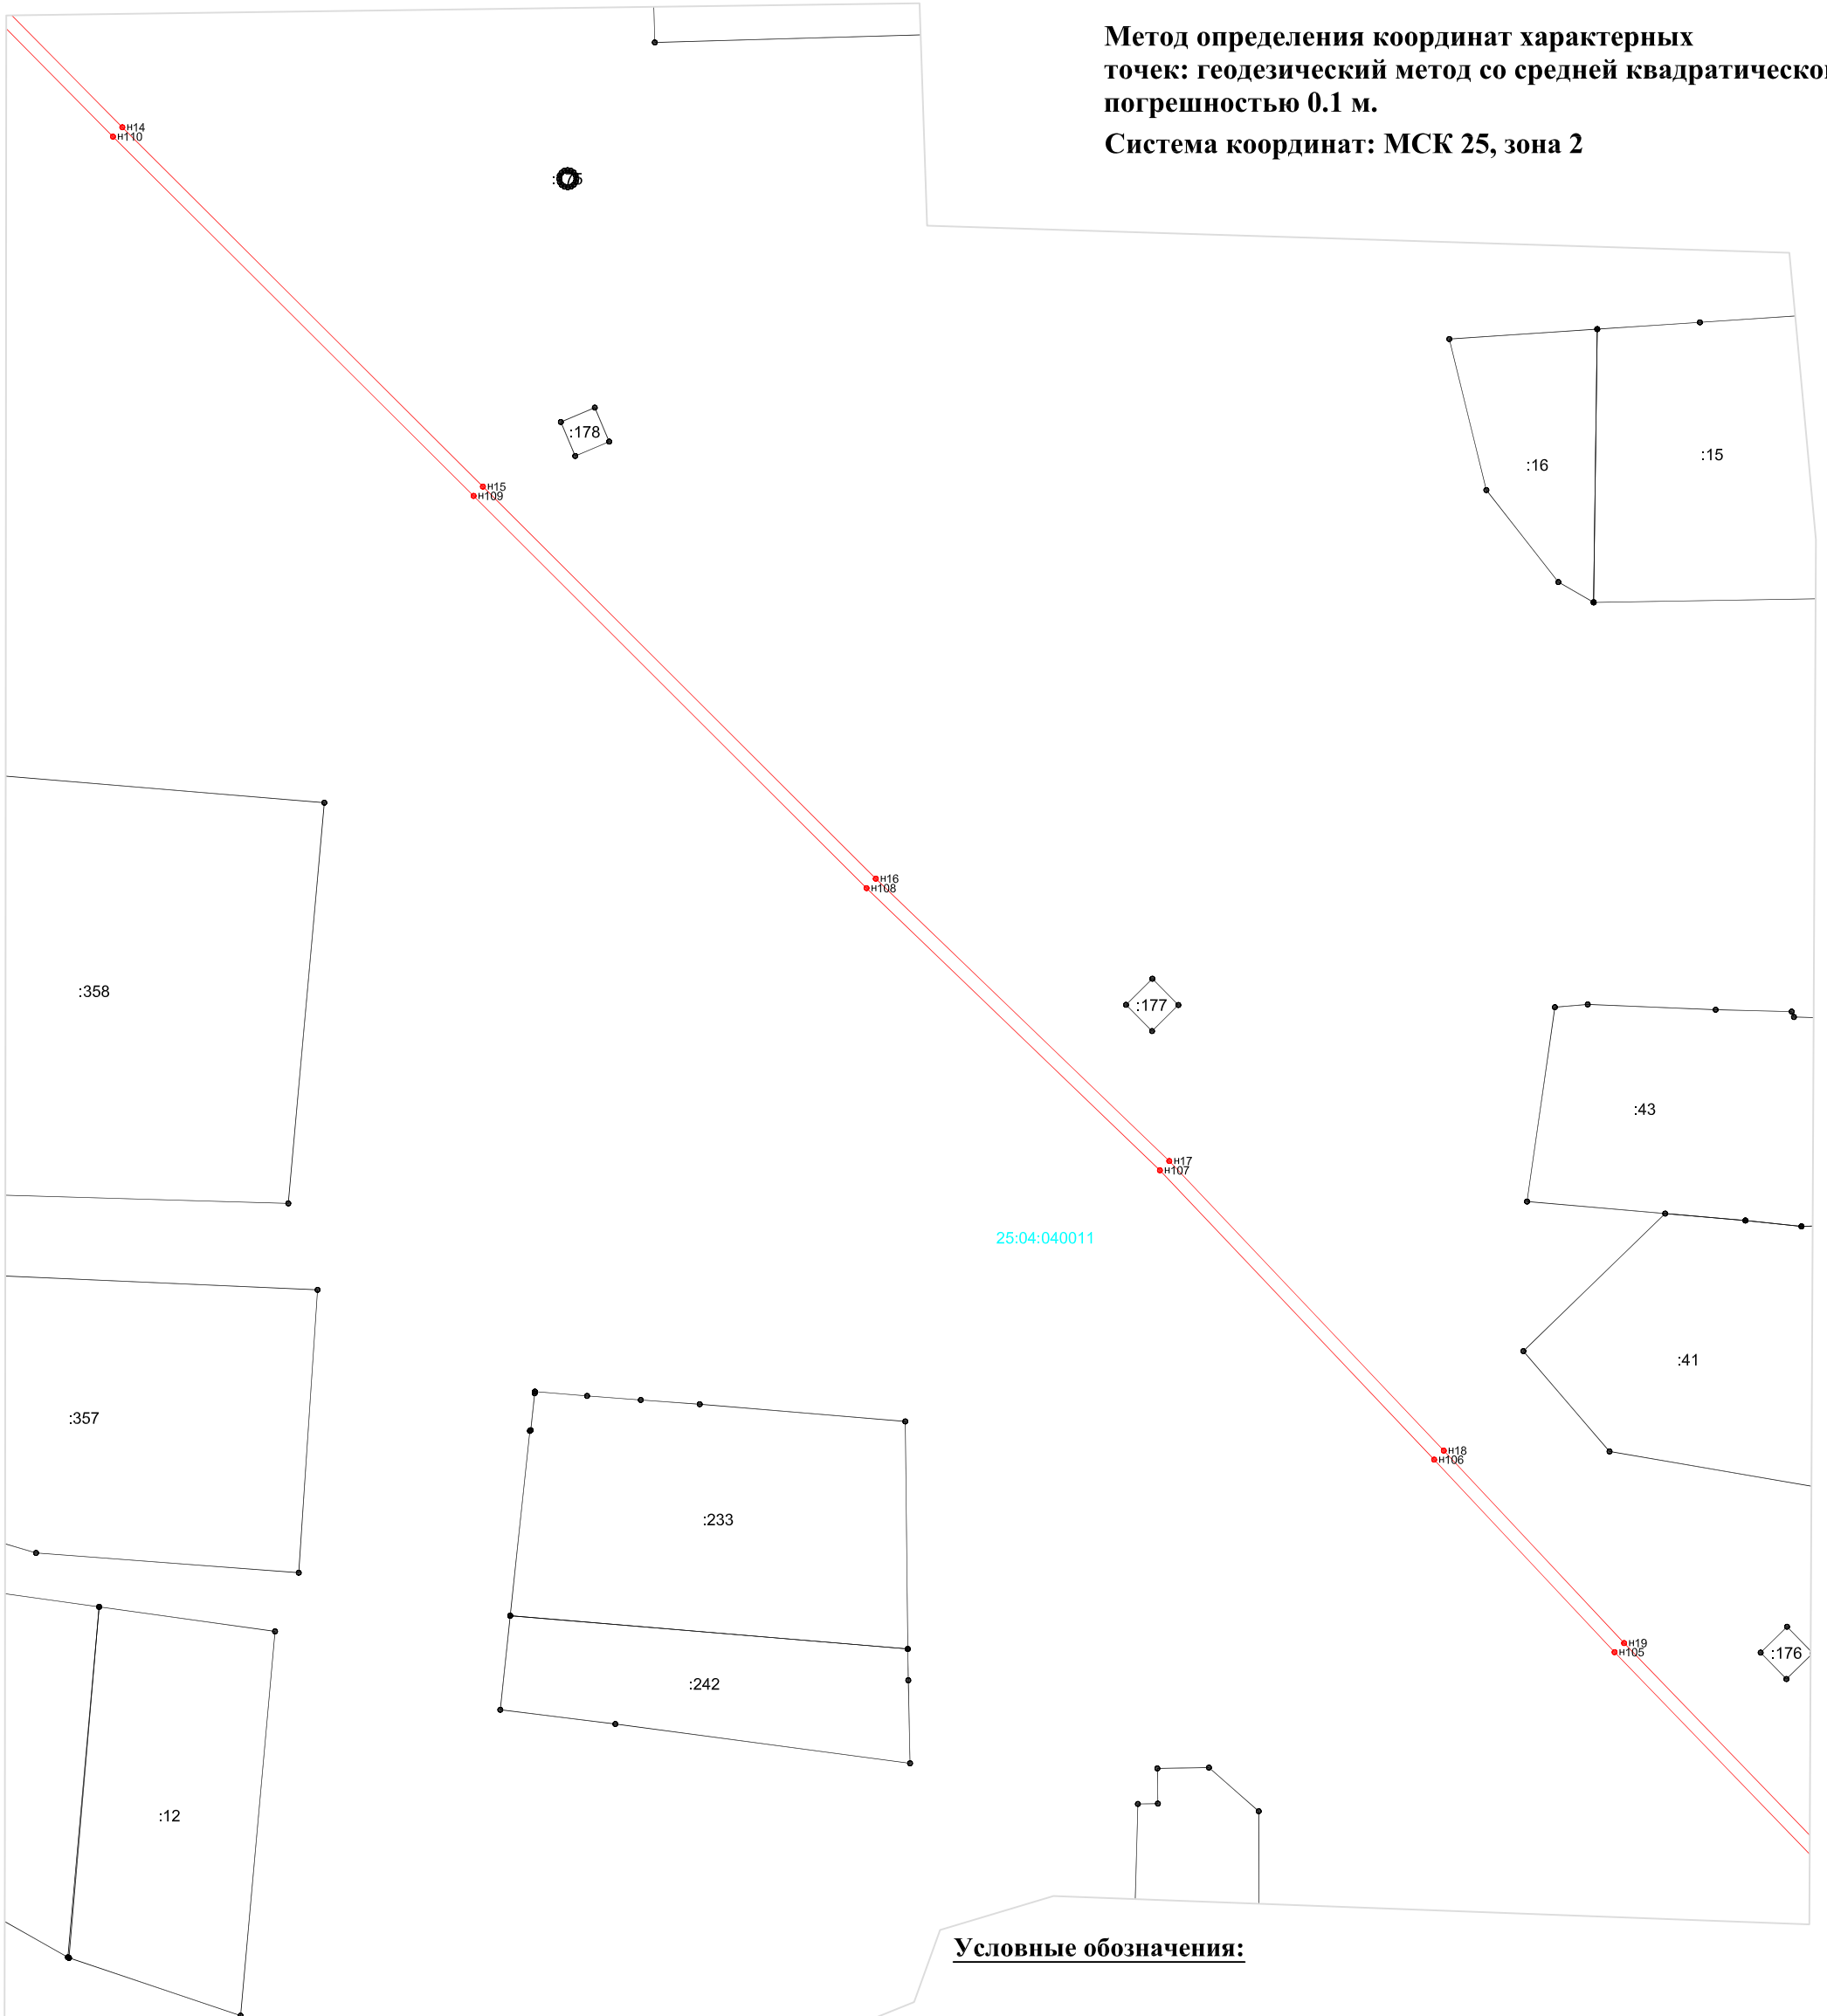 Метод определения координат характерных
точек: геодезический метод со средней квадратическо
погрешностью 0.1 м.
Система координат: МСК 25, зона 2
н14
н110
:178
:16
:15
н15
н109
н16
н108
:358
:177
:43
н17
н107
25:04:040011
:41
:357
н18
н106
:233
н19
н105
:176
:242
:12
Условные обозначения: